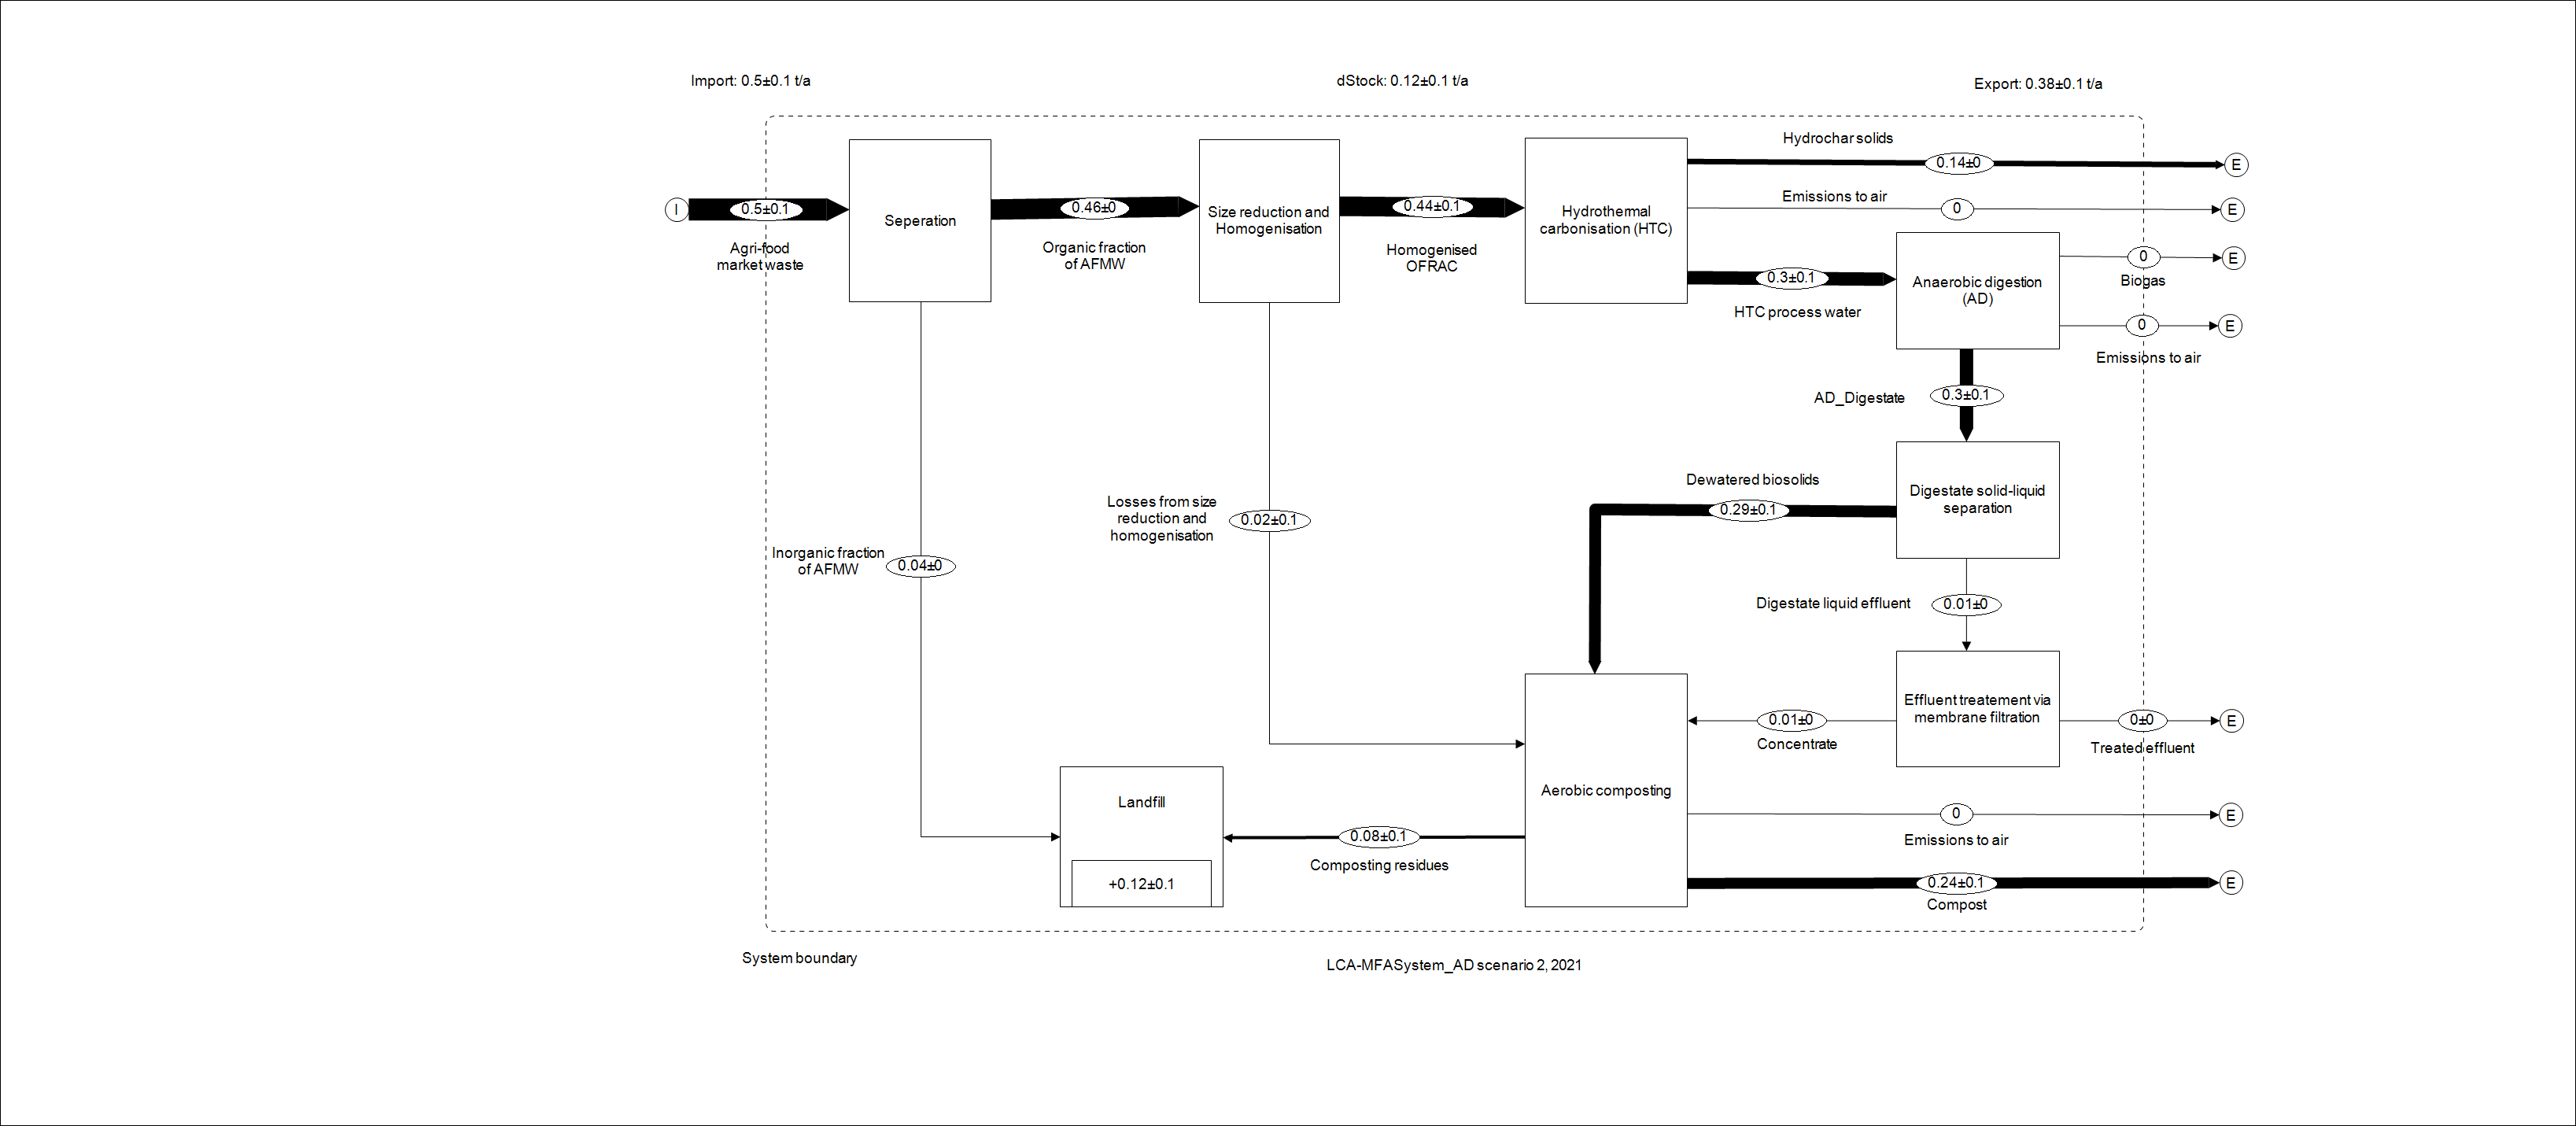 Import: 0.5±0.1 t/a
dStock: 0.12±0.1 t/a
Export: 0.38±0.1 t/a
I
0.5±0.1
Agri-food
market waste
Seperation
0.46±0
Organic fraction
of AFMW
Size reduction and
Homogenisation
0.44±0.1
Homogenised
OFRAC
Hydrothermal
carbonisation (HTC)
Hydrochar solids
0.14±0
E
Emissions to air
0
E
0.3±0.1
HTC process water
Anaerobic digestion
(AD)
0
E
Biogas
0
E
Emissions to air
AD_Digestate
0.3±0.1
Dewatered biosolids
0.29±0.1
Digestate solid-liquid
separation
Losses from size
reduction and
homogenisation
0.02±0.1
Inorganic fraction
of AFMW
0.04±0
Digestate liquid effluent
0.01±0
Effluent treatement via
membrane filtration
0.01±0
Concentrate
0±0
E
Treated effluent
Aerobic composting
Landfill
+0.12±0.1
0.08±0.1
Composting residues
0
E
Emissions to air
0.24±0.1
E
Compost
System boundary
LCA-MFASystem_AD scenario 2, 2021